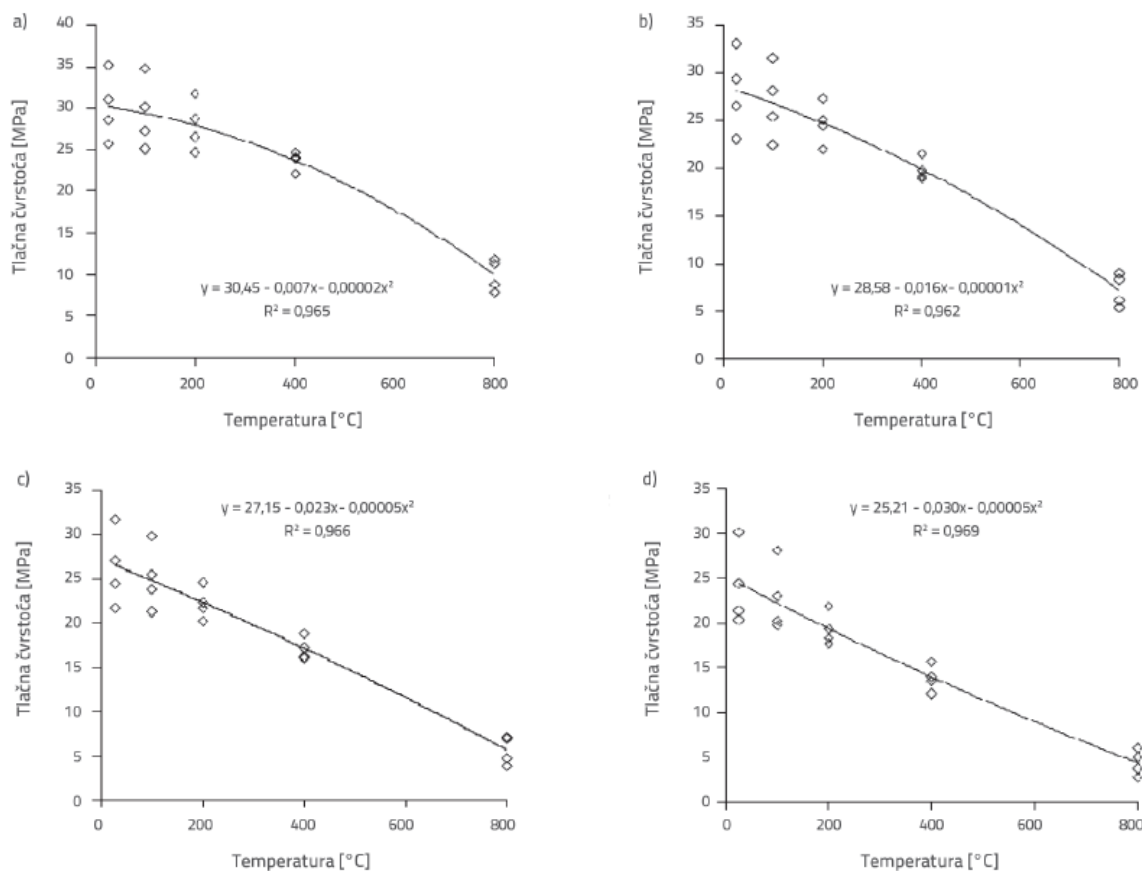 a)
Tlačna čvrstoća [MPa]
40
35
30
25
20
15
10
5
0
y = 30,45 - 0,007x- 0,00002x²
R² = 0,965
0 200 400 600 800
Temperatura [°C]
b)
Tlačna čvrstoća [MPa]
35
30
25
20
15
10
5
0
y = 28,58 - 0,016x- 0,00001x²
R² = 0,962
0 200 400 600 800
Temperatura [°C]
c)
Tlačna čvrstoća [MPa]
35
30
25
20
15
10
5
0
y = 27,15 - 0,023x- 0,00005x²
R² = 0,966
0 200 400 600 800
Temperatura [°C]
d)
Tlačna čvrstoća [MPa]
35
30
25
20
15
10
5
0
y = 25,21 - 0,030x- 0,00005x²
R² = 0,969
0 200 400 600 800
Temperatura [°C]